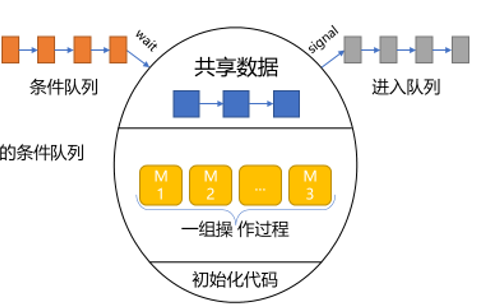 wait
signal
共享数据
条件队列
进入队列
的条件队列
M
1
M
2
...
M
3
一组操 作过程
初始化代码